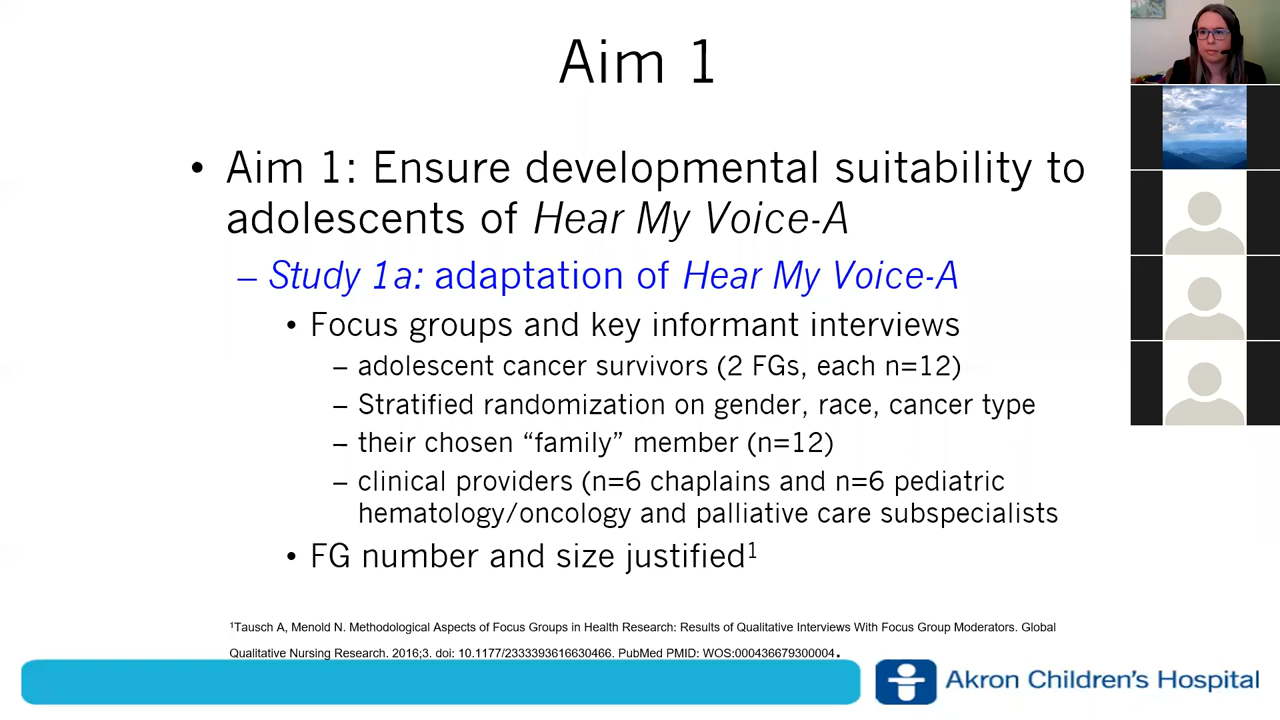 Aim 1
• Aim 1: Ensure developmental suitability to
adolescents of Hear My Voice-A
– Study 1a: adaptation of Hear My Voice-A
• Focus groups and key informant interviews
– adolescent cancer survivors (2 FGs, each n=12)
– Stratified randomization on gender, race, cancer type
– their chosen “family” member (n=12)
– clinical providers (n=6 chaplains and n=6 pediatric
hematology/oncology and palliative care subspecialists
• FG number and size justified¹
¹Tausch A, Menold N. Methodological Aspects of Focus Groups in Health Research: Results of Qualitative Interviews With Focus Group Moderators. Global
Qualitative Nursing Research. 2016;3. doi: 10.1177/2333393616630466. PubMed PMID: WOS:000436679300004.
Akron Children's Hospital